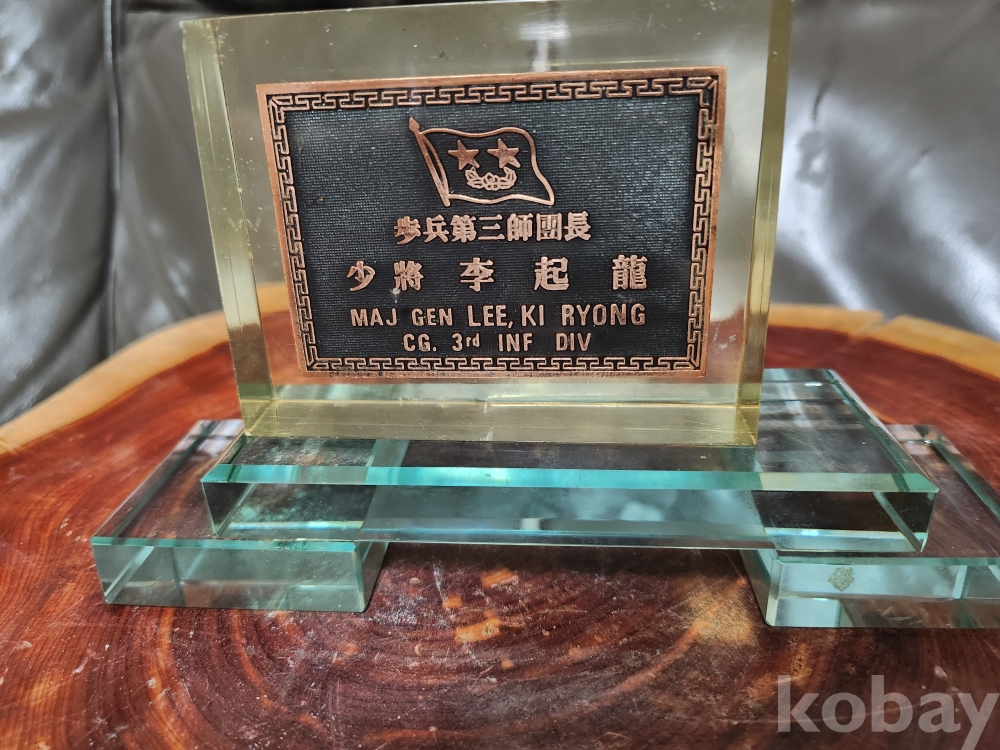 步兵第三師團長
少將 李起龍
MAJ GEN LEE, KI RYONG
CG. 3rd INF DIV
kobay